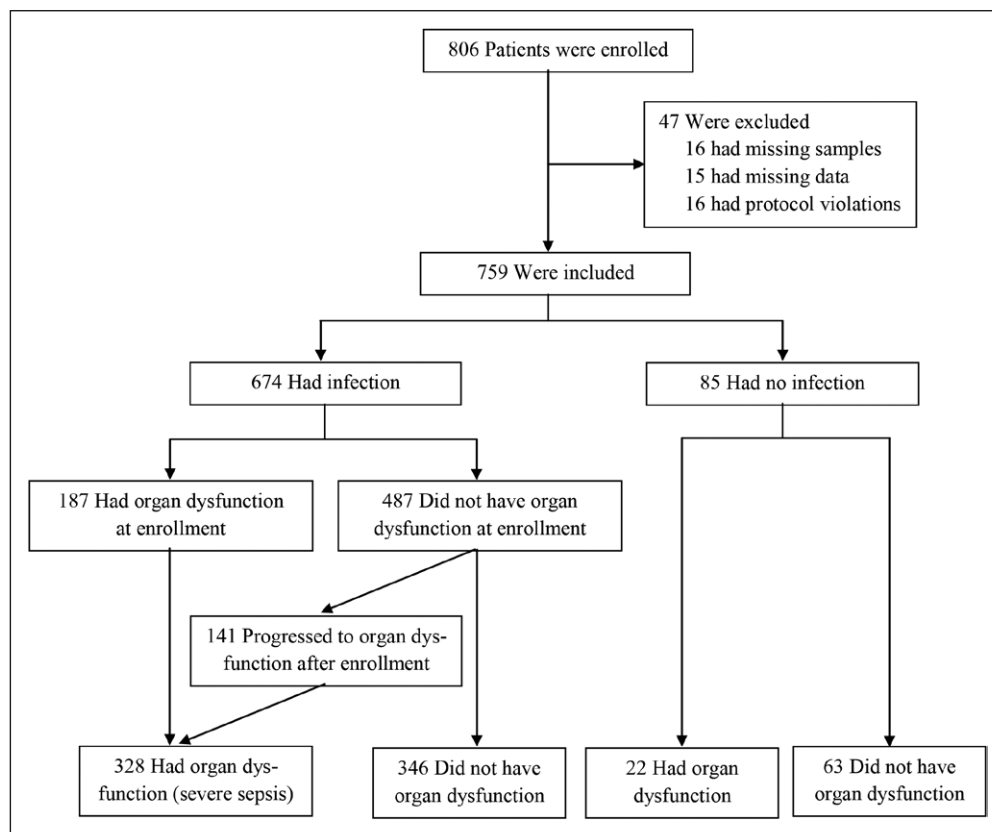 806 Patients were enrolled
47 Were excluded
16 had missing samples
15 had missing data
16 had protocol violations
759 Were included
674 Had infection
85 Had no infection
187 Had organ dysfunction
at enrollment
487 Did not have organ
dysfunction at enrollment
141 Progressed to organ dys-
function after enrollment
328 Had organ dys-
function (severe sepsis)
346 Did not have
organ dysfunction
22 Had organ
dysfunction
63 Did not have
organ dysfunction